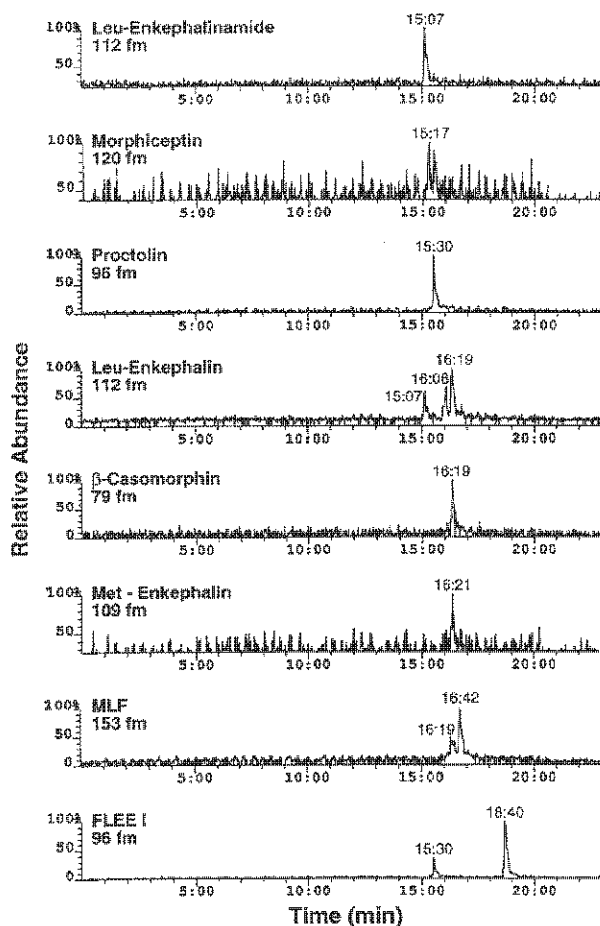 Relative Abundance
Leu-Enkephalinamide
112 fm
100%
50
15:07
5:00 10:00 15:00 20:00
Morphiceptin
120 fm
100%
50
15:17
5:00 10:00 15:00 20:00
Proctolin
96 fm
100%
50
0
15:30
5:00 10:00 15:00 20:00
Leu-Enkephalin
112 fm
100%
50
0
15:07 16:06 16:19
5:00 10:00 15:00 20:00
β-Casomorphin
79 fm
100%
50
0
16:19
5:00 10:00 15:00 20:00
Met - Enkephalin
109 fm
100%
50
16:21
5:00 10:00 15:00 20:00
MLF
153 fm
100%
50
0
16:19 16:42
5:00 10:00 15:00 20:00
FLEE I
96 fm
100%
50
0
15:30 18:40
5:00 10:00 15:00 20:00
Time (min)